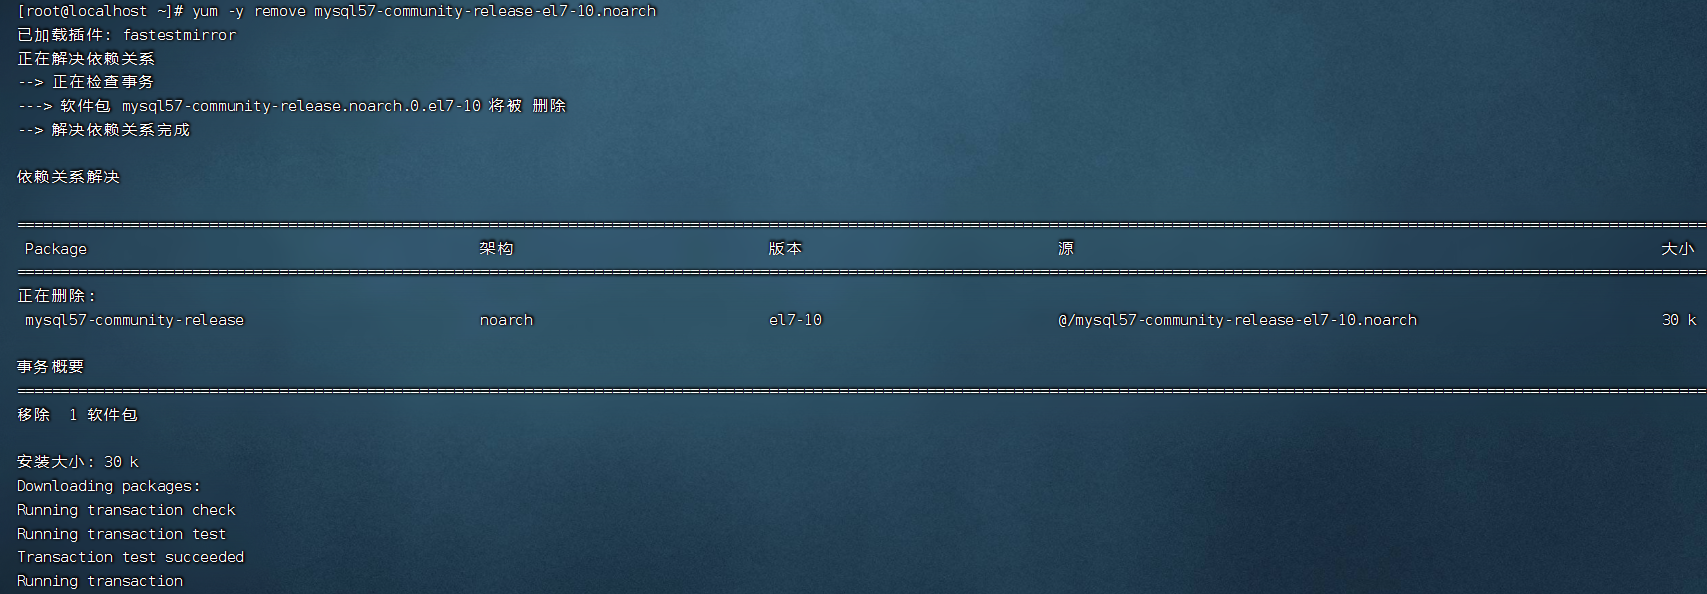 [root@localhost ~]# yum -y remove mysql57-community-release-el7-10.noarch
已加载插件: fastestmirror
正在解决依赖关系
--> 正在检查事务
---> 软件包 mysql57-community-release.noarch.0.el7-10 将被 删除
--> 解决依赖关系完成
依赖关系解决
Package 架构 版本 源 大小
正在删除:
mysql57-community-release noarch el7-10 @/mysql57-community-release-el7-10.noarch 30 k
事务概要
移除 1 软件包
安装大小: 30 k
Downloading packages:
Running transaction check
Running transaction test
Transaction test succeeded
Running transaction